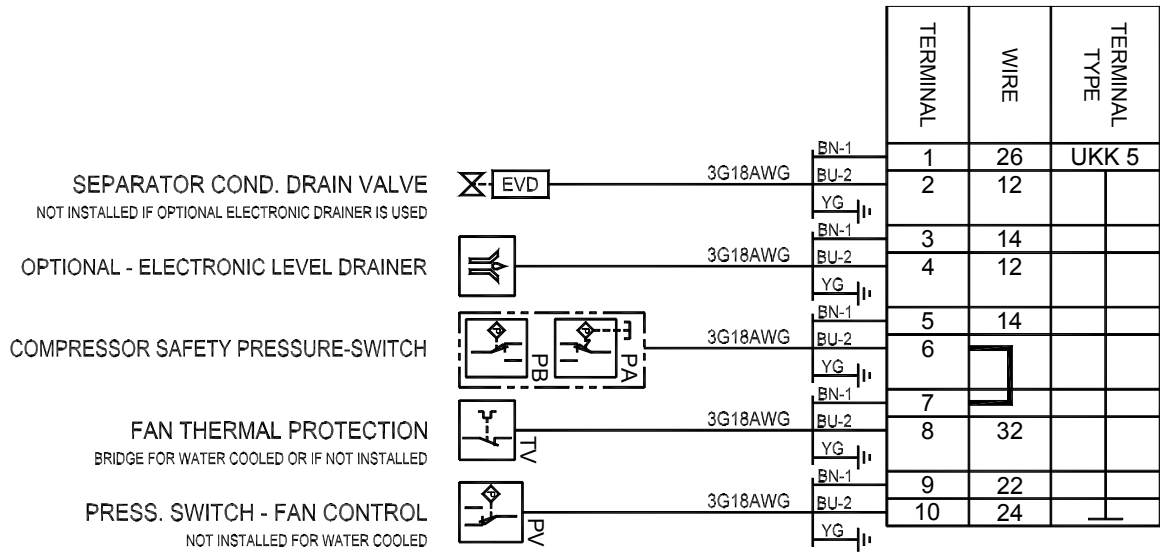 TERMINAL
WIRE
TERMINAL
TYPE
BN-1
1 26 UKK 5
SEPARATOR COND. DRAIN VALVE
EVD
3G18AWG
BU-2
2 12
NOT INSTALLED IF OPTIONAL ELECTRONIC DRAINER IS USED
YG
BN-1
3 14
OPTIONAL - ELECTRONIC LEVEL DRAINER
3G18AWG
BU-2
4 12
YG
BN-1
5 14
COMPRESSOR SAFETY PRESSURE-SWITCH
PB
PA
3G18AWG
BU-2
6
YG
BN-1
7
FAN THERMAL PROTECTION
TV
3G18AWG
BU-2
8 32
BRIDGE FOR WATER COOLED OR IF NOT INSTALLED
YG
BN-1
9 22
PRESS. SWITCH - FAN CONTROL
PV
3G18AWG
BU-2
10 24
NOT INSTALLED FOR WATER COOLED
YG